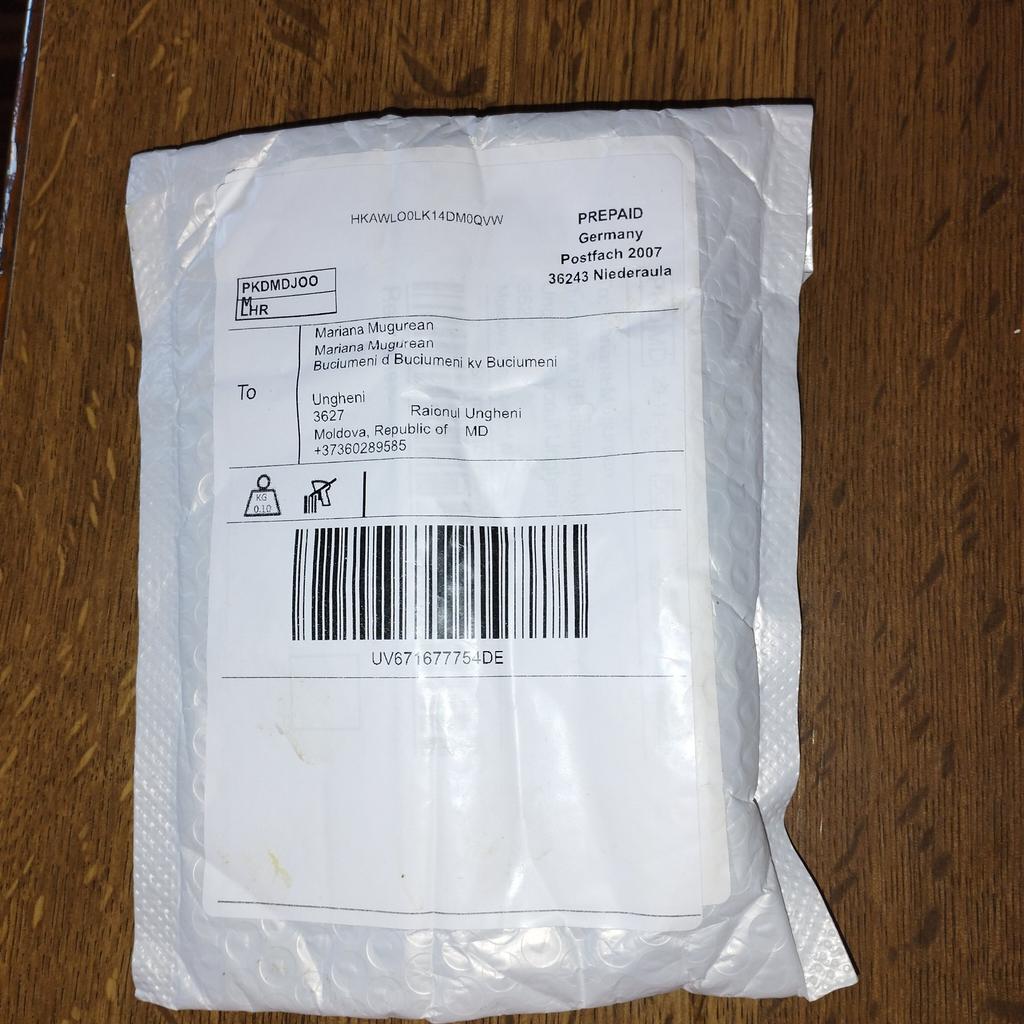 HKAWLO0LK14DM0QVW
PREPAID
Germany
Postfach 2007
36243 Niederaula
PKDMDJOO
M
LHR
To
Mariana Mugurean
Mariana Mugurean
Buciumeni d Buciumeni kv Buciumeni
Ungheni
3627 Raionul Ungheni
Moldova, Republic of MD
+37360289585
KG
0.10
UV671677754DE